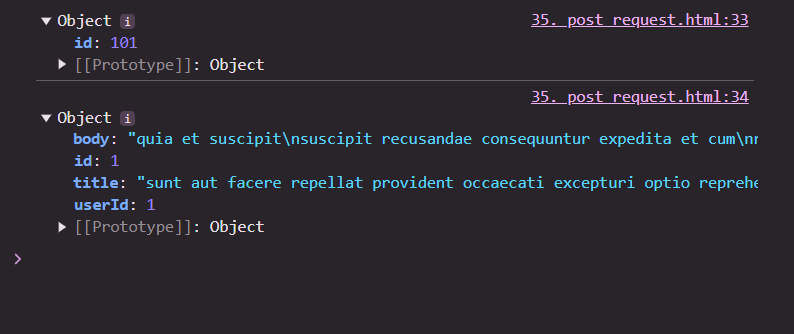 Object i 35. post request.html:33
id: 101
[[Prototype]]: Object
35. post request.html:34
Object i
body: "quia et suscipit\nsuscipit recusandae consequuntur expedita et cum\nr
id: 1
title: "sunt aut facere repellat provident occaecati excepturi optio reprehe
userId: 1
[[Prototype]]: Object